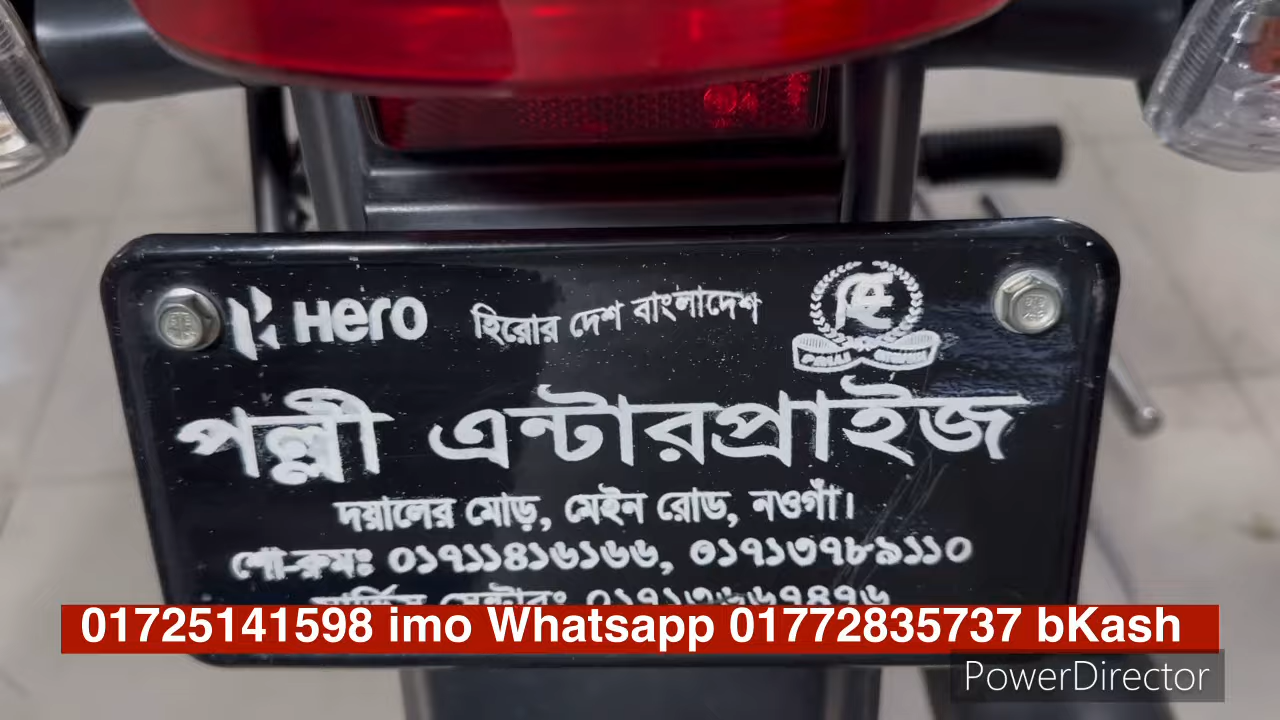 Hero হিরোর দেশ বাংলাদেশ
পল্লী এন্টারপ্রাইজ
দয়ালের মোড়, মেইন রোড, নওগাঁ।
শো-রুমঃ ০১৭১১৪১৬১৬৬, ০১৭১৩৭৮৯১১০
সার্ভিস সেন্টারঃ
01725141598 imo Whatsapp 01772835737 bKash
PowerDirector